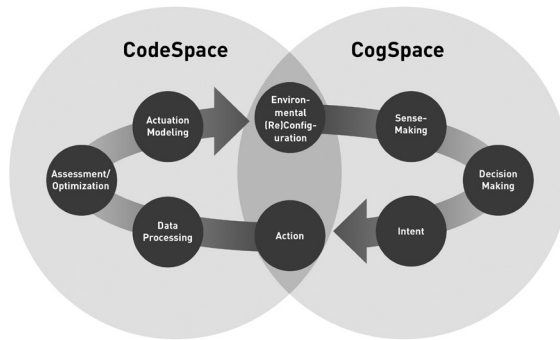 CodeSpace
CogSpace
Environ-
mental
(Re)Config-
uration
Actuation
Modeling
Sense-
Making
Assessment/
Optimization
Decision
Making
Data
Processing
Action
Intent